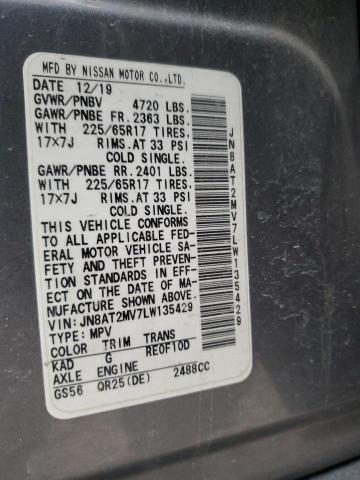 MFD BY NISSAN MOTOR CO.,LTD.
DATE 12/19
GVWR/PNBV 4720 LBS.
GAWR/PNBE FR. 2363 LBS.
WITH 225/65R17 TIRES,
17×7J RIMS,AT 33 PSI
COLD SINGLE.
GAWR/PNBE RR. 2401 LBS.
WITH 225/65R17 TIRES,
17×7J RIMS,AT 33 PSI
COLD SINGLE.
THIS VEHICLE CONFORMS
TO ALL APPLICABLE FED-
ERAL MOTOR VEHICLE SA-
FETY AND THEFT PREVEN-
TION STANDARDS IN EFF-
ECT ON THE DATE OF MA-
NUFACTURE SHOWN ABOVE.
VIN:JN8AT2MV7LW135429
TYPE:MPV
COLOR TRIM TRANS
KAD G RE0F10D
AXLE ENGINE
GS56 QR25(DE) 2488CC
JN8AT2MV7LW135429